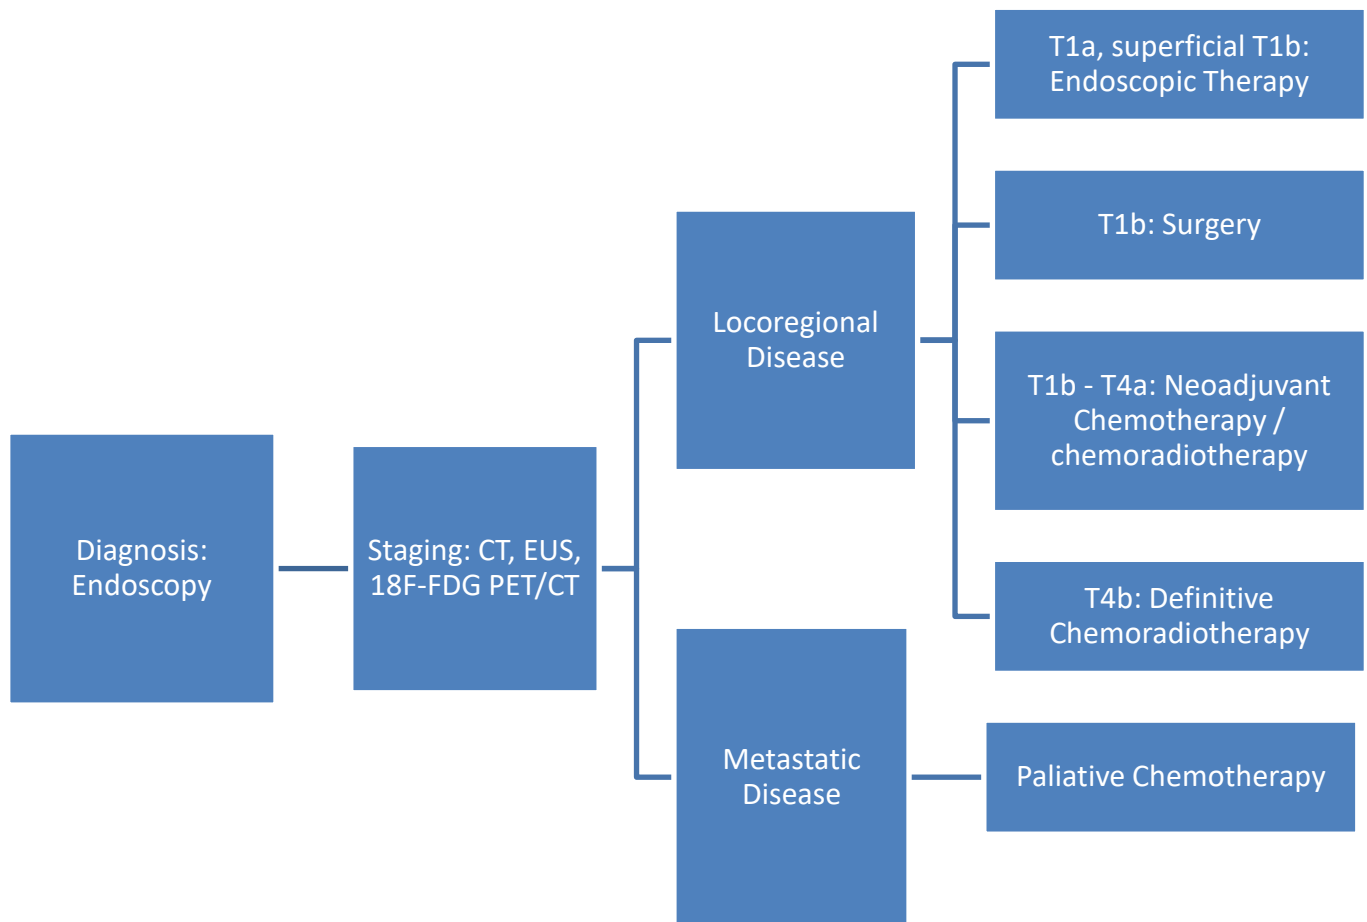 Diagnosis:
Endoscopy
Staging: CT, EUS,
18F-FDG PET/CT
Locoregional
Disease
T1a, superficial T1b:
Endoscopic Therapy
T1b: Surgery
T1b - T4a: Neoadjuvant
Chemotherapy /
chemoradiotherapy
T4b: Definitive
Chemoradiotherapy
Metastatic
Disease
Paliative Chemotherapy